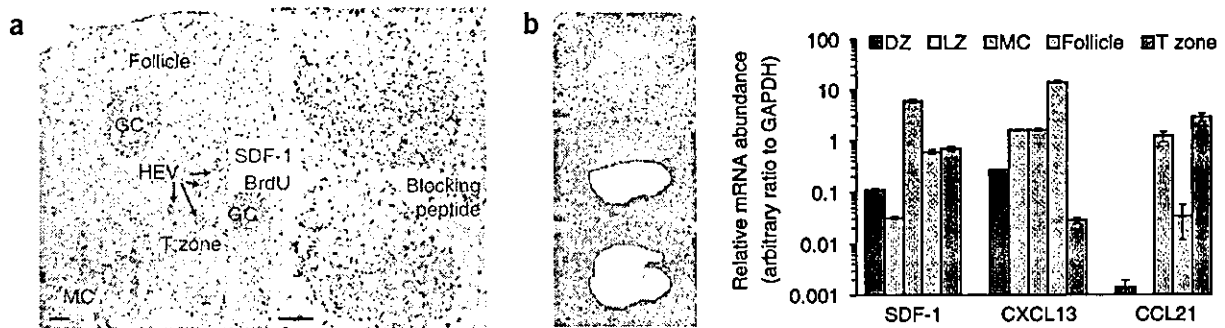 a
Follicle
GC
HEV
SDF-1
BrdU
GC
T zone
MC
Blocking
peptide
b
Relative mRNA abundance
(arbitrary ratio to GAPDH)
100
10
1
0.1
0.01
0.001
DZ LZ MC Follicle T zone
SDF-1 CXCL13 CCL21